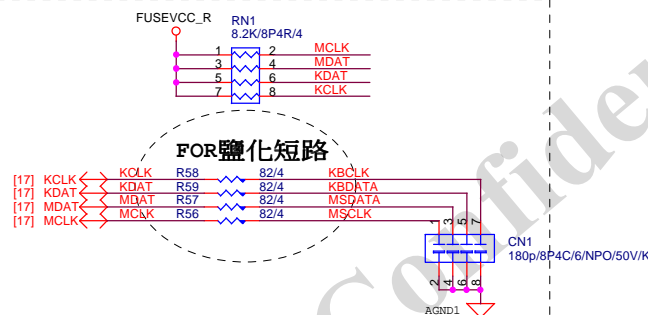 FUSEVCC_R
RN1
8.2K/8P4R/4
1 2 MCLK
3 4 MDAT
5 6 KDAT
7 8 KCLK
FOR鹽化短路
[17] KCLK KCLK R58 82/4 KBCLK
[17] KDAT KDAT R59 82/4 KBDATA
[17] MDAT MDAT R57 82/4 MSDATA
[17] MCLK MCLK R56 82/4 MSCLK
1 3 5 7
CN1
180p/8P4C/6/NPO/50V/K
2 4 6 8
AGND1
Confiden